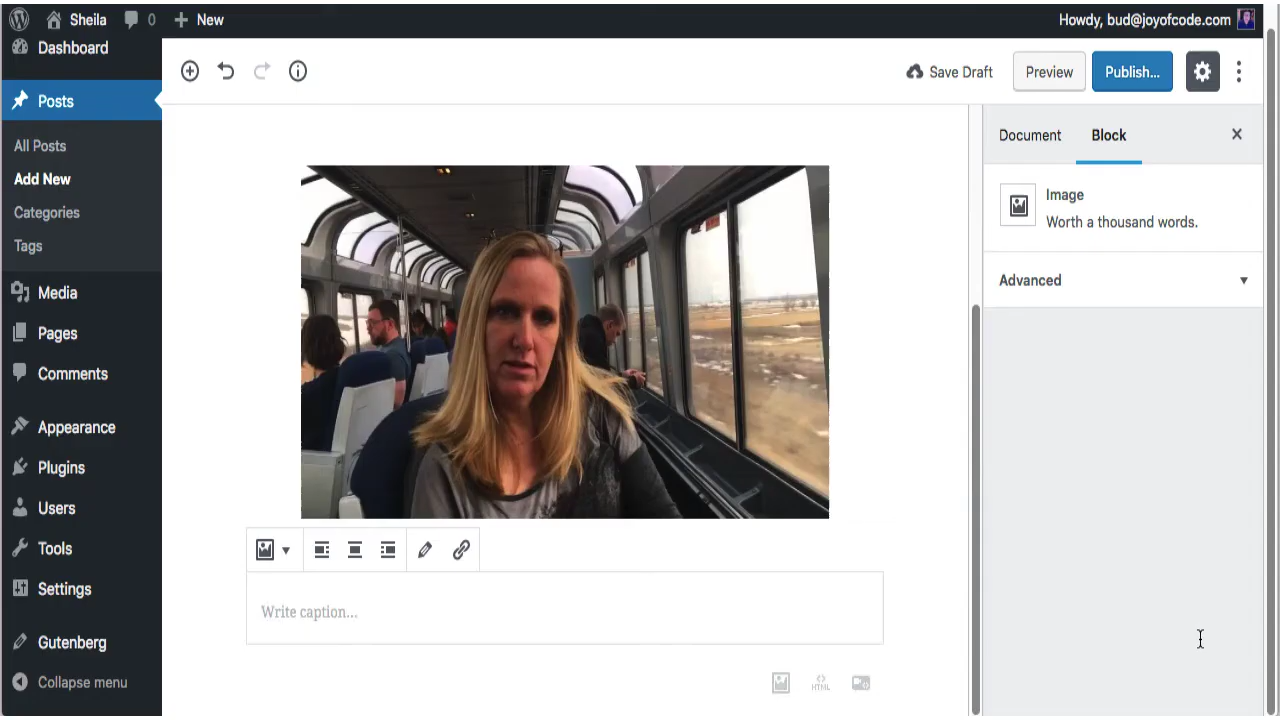 Sheila
0
New
Howdy, bud@joyofcode.com
Dashboard
Posts
All Posts
Add New
Categories
Tags
Media
Pages
Comments
Appearance
Plugins
Users
Tools
Settings
Gutenberg
Collapse menu
Save Draft
Preview
Publish...
Write caption...
HTML
Document
Block
Image
Worth a thousand words.
Advanced